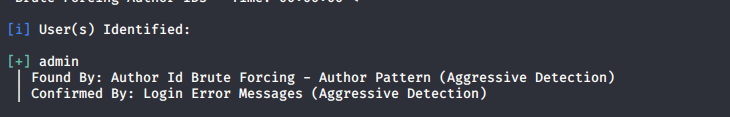 [i] User(s) Identified:
[+] admin
| Found By: Author Id Brute Forcing - Author Pattern (Aggressive Detection)
| Confirmed By: Login Error Messages (Aggressive Detection)